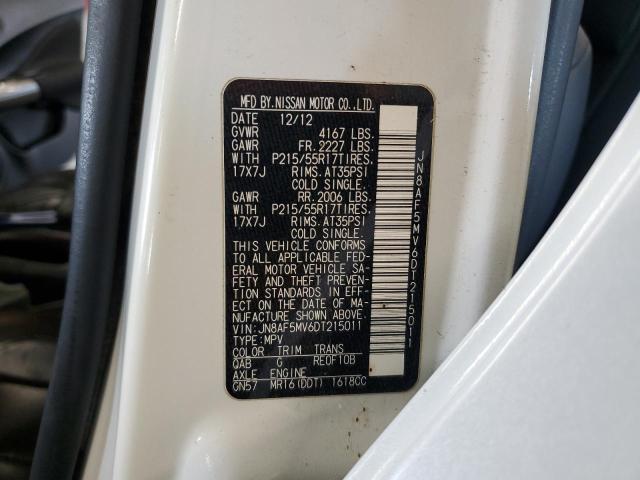 MFD BY.NISSAN MOTOR CO.,LTD.
DATE 12/12
GVWR 4167 LBS.
GAWR FR. 2227 LBS.
WITH P215/55R17TIRES.
17X7J RIMS. AT35PSI
COLD SINGLE.
GAWR RR. 2006 LBS.
WITH P215/55R17TIRES.
17X7J RIMS. AT35PSI
COLD SINGLE.
THIS VEHICLE CONFORMS
TO ALL APPLICABLE FED-
ERAL MOTOR VEHICLE SA-
FETY AND THEFT PREVEN-
TION STANDARDS IN EFF-
ECT ON THE DATE OF MA-
NUFACTURE SHOWN ABOVE.
VIN: JN8AF5MV6DT215011
TYPE: MPV
COLOR TRIM TRANS
QAB G RE0F10B
AXLE ENGINE
GN57 MR16(DDT) 1618CC
JN8AF5MV6DT215011